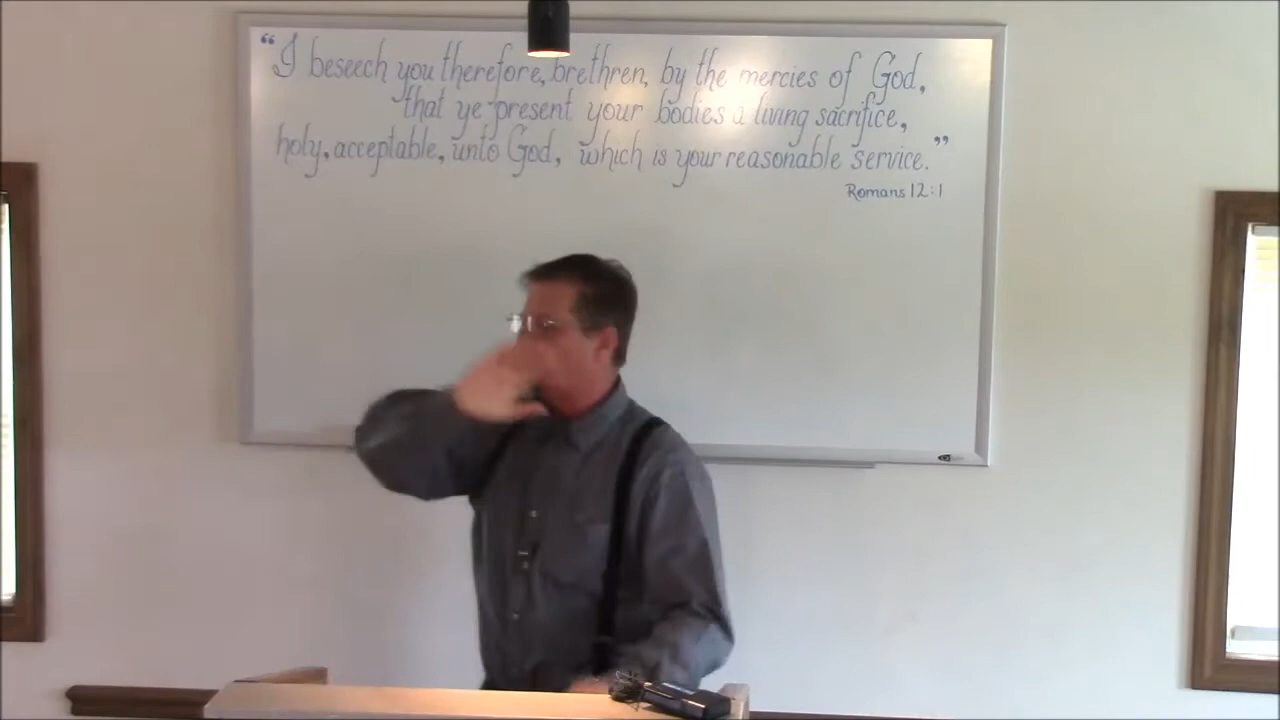 “I beseech you therefore, brethren, by the mercies of God,
that ye present your bodies a living sacrifice,
holy, acceptable, unto God, which is your reasonable service.”
Romans 12:1